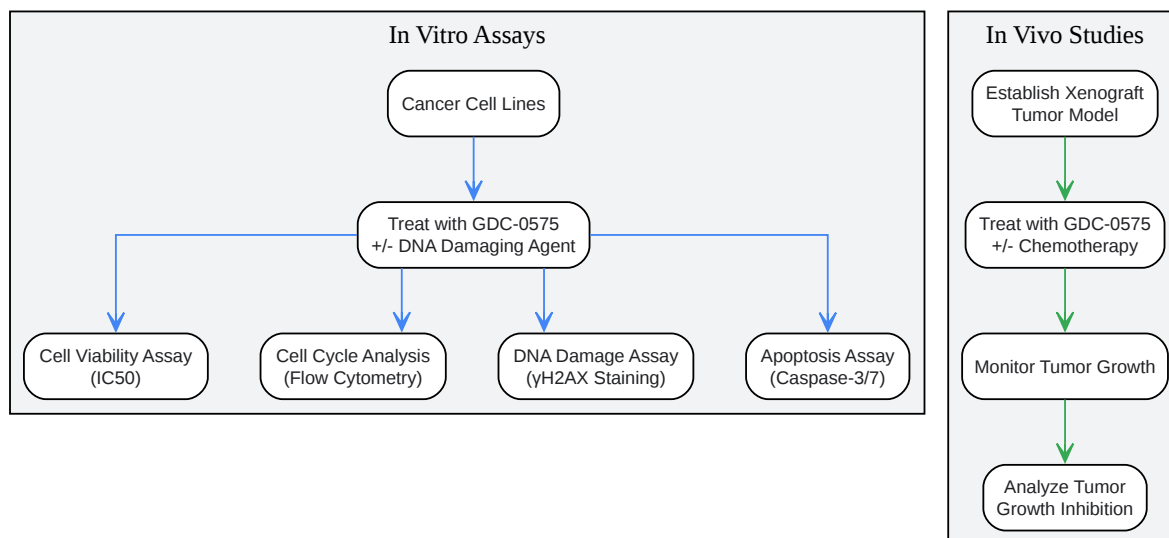 In Vitro Assays
Cancer Cell Lines
Treat with GDC-0575
+/- DNA Damaging Agent
Cell Viability Assay
(IC50)
Cell Cycle Analysis
(Flow Cytometry)
DNA Damage Assay
(γH2AX Staining)
Apoptosis Assay
(Caspase-3/7)
In Vivo Studies
Establish Xenograft
Tumor Model
Treat with GDC-0575
+/- Chemotherapy
Monitor Tumor Growth
Analyze Tumor
Growth Inhibition